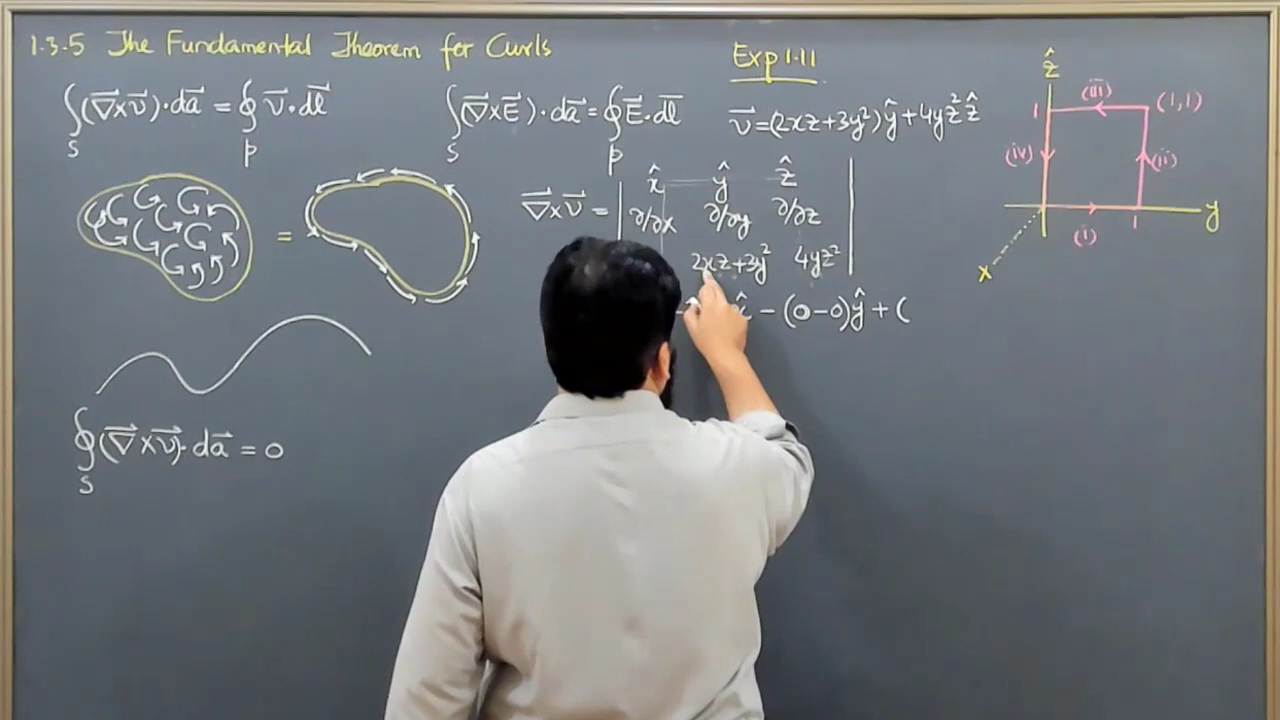 1.3.5 The Fundamental Theorem for Curls
∫ₛ(∇⃗×v⃗)·da⃗ = ∮ₚ v⃗·dl⃗
∫ₛ(∇⃗×E⃗)·da⃗ = ∮ₚ E⃗·dl⃗
=
∮ₛ(∇⃗×v⃗)·da⃗ = 0
Exp 1.11
v⃗ = (2xz+3y²)ŷ + 4yz²ẑ
∇⃗×v⃗ = | x̂ ŷ ẑ |
∂/∂x ∂/∂y ∂/∂z
2xz+3y² 4yz²
x̂ − (0−0)ŷ + (
ẑ
1 (iii) (1,1)
(iv) (ii)
y
(i) 1
x